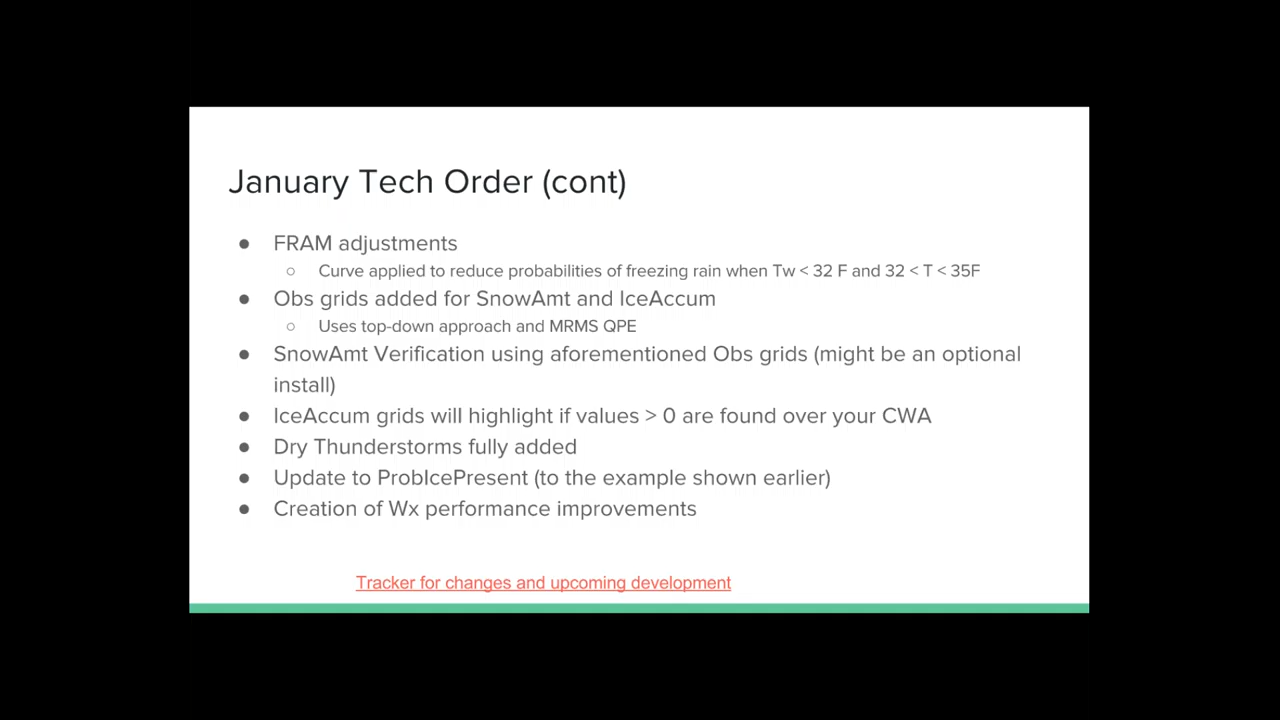 January Tech Order (cont)
● FRAM adjustments
○ Curve applied to reduce probabilities of freezing rain when Tw < 32 F and 32 < T < 35F
● Obs grids added for SnowAmt and IceAccum
○ Uses top-down approach and MRMS QPE
● SnowAmt Verification using aforementioned Obs grids (might be an optional
install)
● IceAccum grids will highlight if values > 0 are found over your CWA
● Dry Thunderstorms fully added
● Update to ProbIcePresent (to the example shown earlier)
● Creation of Wx performance improvements
Tracker for changes and upcoming development